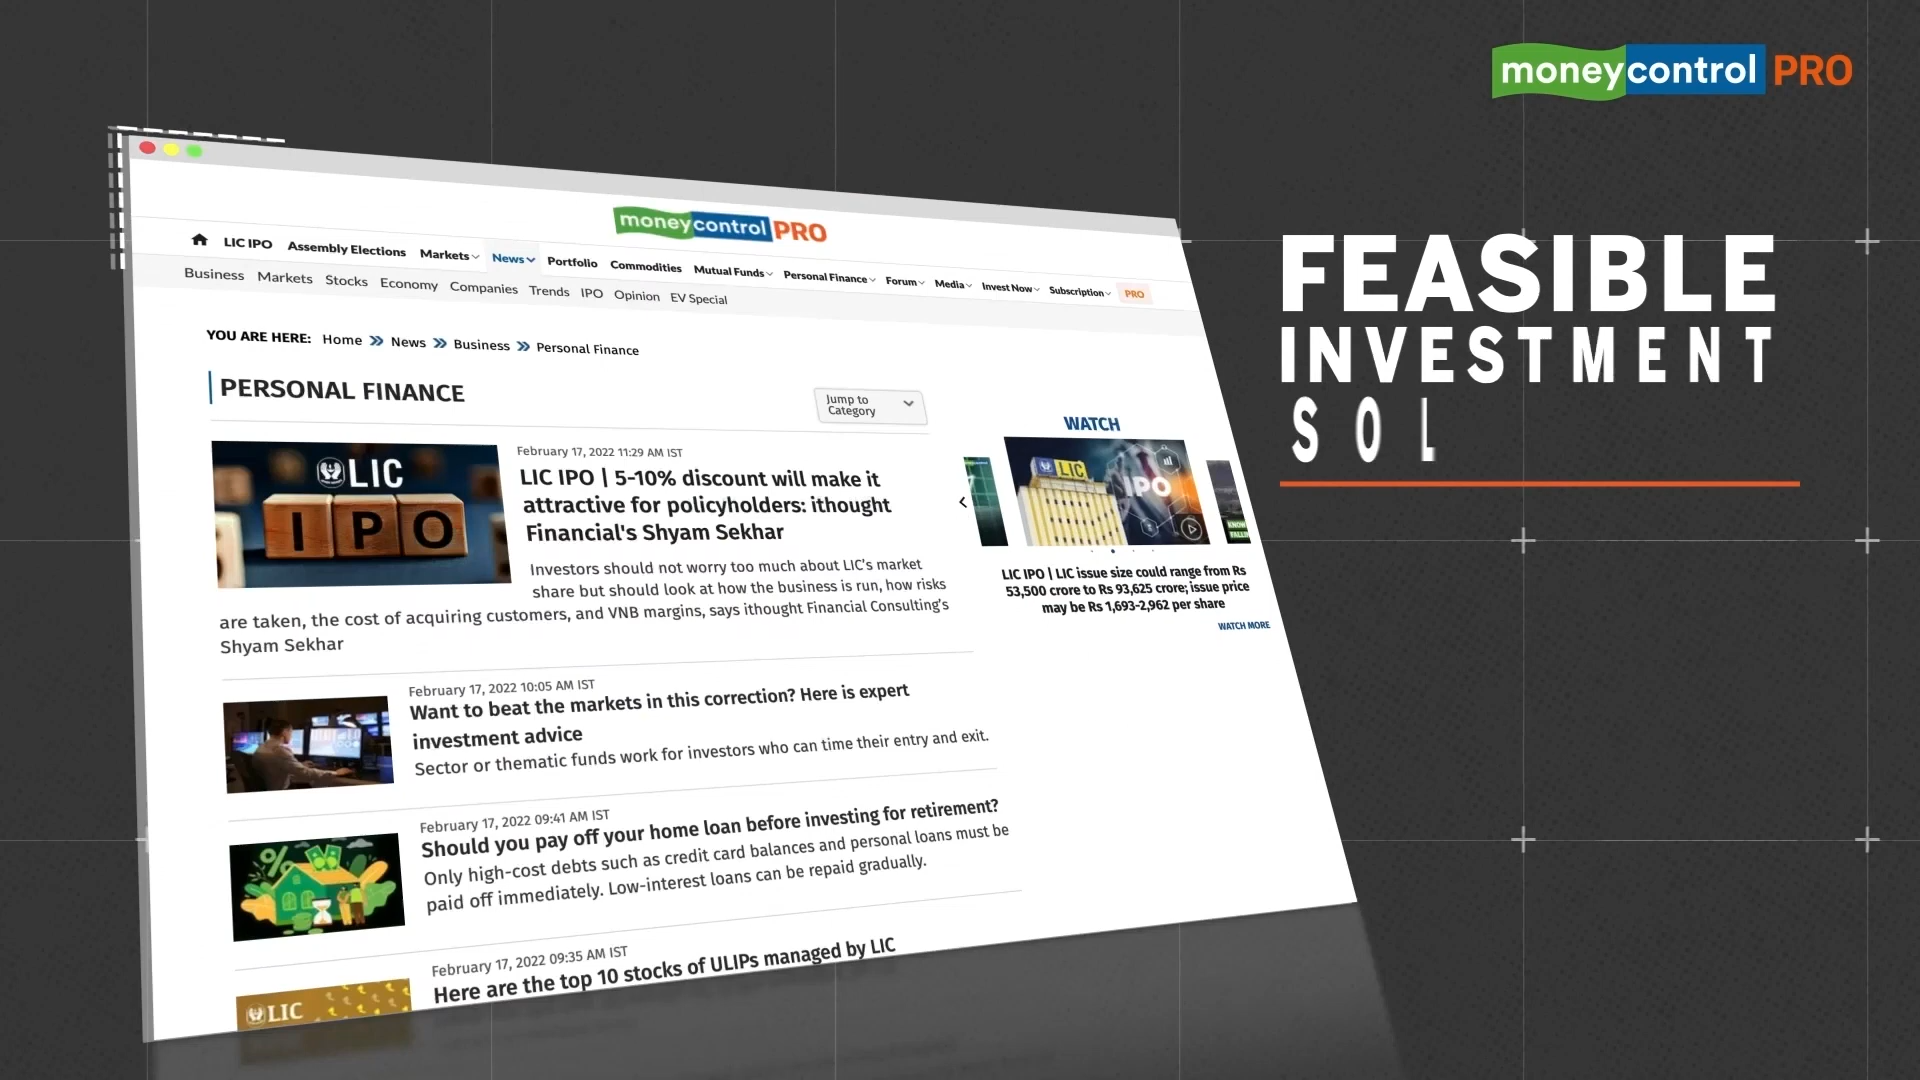 moneycontrol PRO
moneycontrol PRO
LIC IPO Assembly Elections Markets News Portfolio Commodities Mutual Funds Personal Finance Forum Media Invest Now Subscription PRO
Business Markets Stocks Economy Companies Trends IPO Opinion EV Special
YOU ARE HERE: Home News Business Personal Finance
PERSONAL FINANCE
Jump to
Category
LIC
IPO
February 17, 2022 11:29 AM IST
LIC IPO | 5-10% discount will make it
attractive for policyholders: ithought
Financial's Shyam Sekhar
Investors should not worry too much about LIC's market
share but should look at how the business is run, how risks
are taken, the cost of acquiring customers, and VNB margins, says ithought Financial Consulting's
Shyam Sekhar
February 17, 2022 10:05 AM IST
Want to beat the markets in this correction? Here is expert
investment advice
Sector or thematic funds work for investors who can time their entry and exit.
February 17, 2022 09:41 AM IST
Should you pay off your home loan before investing for retirement?
Only high-cost debts such as credit card balances and personal loans must be
paid off immediately. Low-interest loans can be repaid gradually.
February 17, 2022 09:35 AM IST
Here are the top 10 stocks of ULIPs managed by LIC
LIC
WATCH
LIC
IPO
KNOW
LIC IPO | LIC issue size could range from Rs
53,500 crore to Rs 93,625 crore; issue price
may be Rs 1,693-2,962 per share
WATCH MORE
FEASIBLE
INVESTMENT
SOL